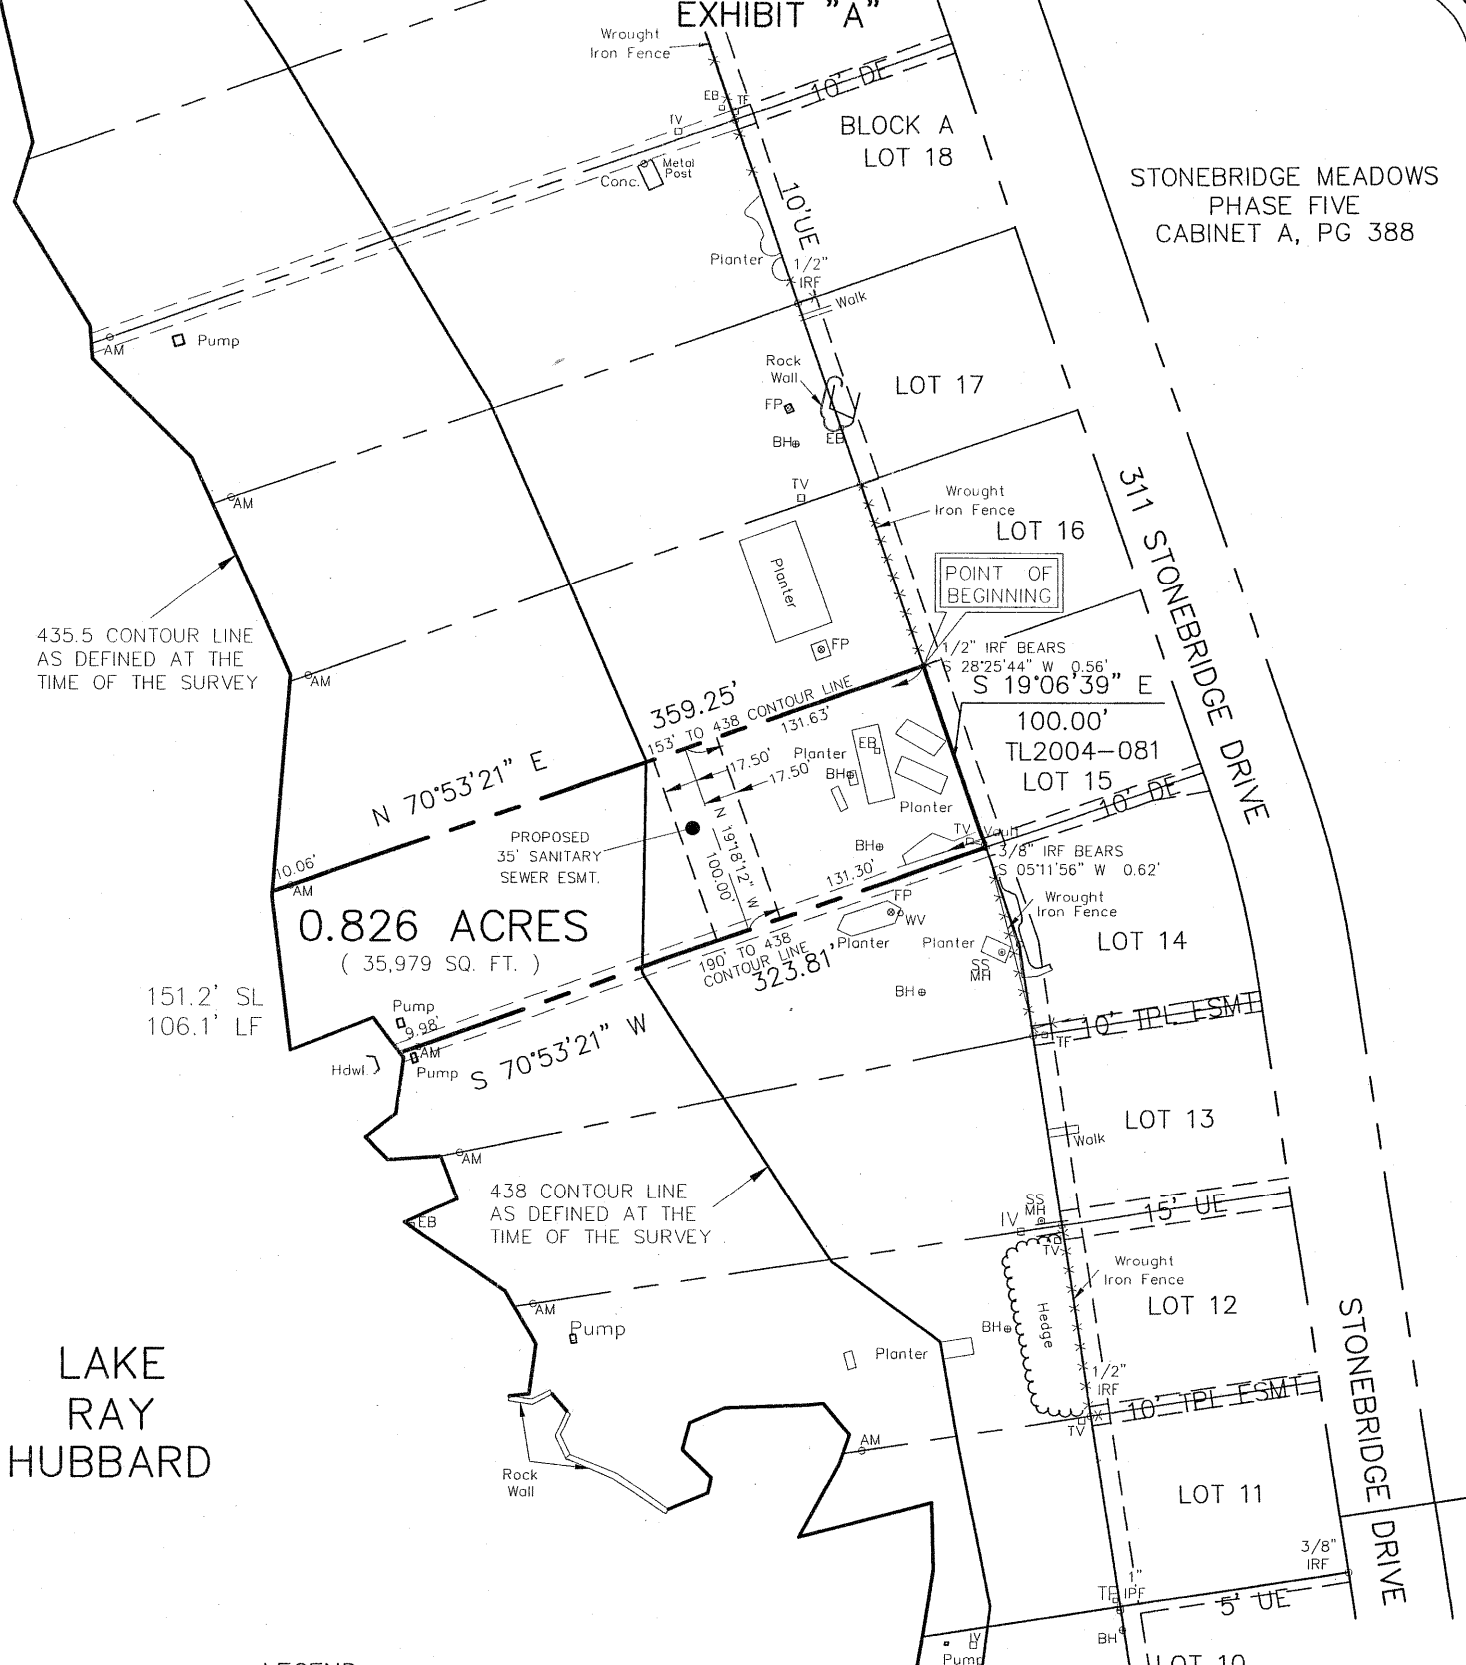 EXHIBIT "A"
Wrought
Iron Fence
10' DE
EB
TF
TV
BLOCK A
LOT 18
Metal
Post
Conc.
STONEBRIDGE MEADOWS
PHASE FIVE
CABINET A, PG 388
10'UE
Planter
1/2"
IRF
Walk
AM
Pump
Rock
Wall
LOT 17
FP
BH
EB
AM
TV
Wrought
Iron Fence
LOT 16
311 STONEBRIDGE DRIVE
Planter
POINT OF
BEGINNING
435.5 CONTOUR LINE
AS DEFINED AT THE
TIME OF THE SURVEY
FP
1/2" IRF BEARS
S 28°25'44" W 0.56'
AM
S 19°06'39" E
100.00'
TL2004-081
LOT 15
359.25'
153' TO 438 CONTOUR LINE
131.63'
Planter
EB
17.50'
17.50'
BH
Planter
10' DE
N 70°53'21" E
N 19°18'12" W
100.00'
PROPOSED
35' SANITARY
SEWER ESMT.
TV
Vault
BH
3/8" IRF BEARS
S 05°11'56" W 0.62'
10.06'
AM
131.30'
FP
WV
Planter
Wrought
Iron Fence
0.826 ACRES
( 35,979 SQ. FT. )
190' TO 438
CONTOUR LINE
323.81'
Planter
SS
MH
LOT 14
BH
151.2' SL
106.1' LF
Pump
9.98'
AM
Hdwl.
Pump
S 70°53'21" W
10' TPL ESMT
TF
LOT 13
Walk
AM
438 CONTOUR LINE
AS DEFINED AT THE
TIME OF THE SURVEY
EB
SS
MH
IV
15' UE
TV
Wrought
Iron Fence
LOT 12
AM
Pump
Hedge
BH
Planter
STONEBRIDGE DRIVE
LAKE
RAY
HUBBARD
1/2"
IRF
10' TPL ESMT
TV
AM
Rock
Wall
LOT 11
3/8"
IRF
1"
IPF
TF
5' UE
BH
IV
Pump
LOT 10
LEGEND